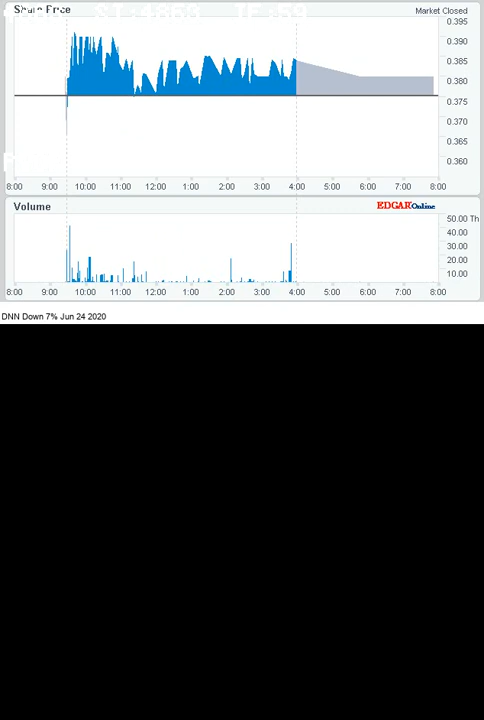 Share Price
Market Closed
0.395
0.390
0.385
0.380
0.375
0.370
0.365
0.360
8:00 9:00 10:00 11:00 12:00 1:00 2:00 3:00 4:00 5:00 6:00 7:00 8:00
Volume
EDGAR Online
50.00 Th
40.00
30.00
20.00
10.00
8:00 9:00 10:00 11:00 12:00 1:00 2:00 3:00 4:00 5:00 6:00 7:00 8:00
DNN Down 7% Jun 24 2020